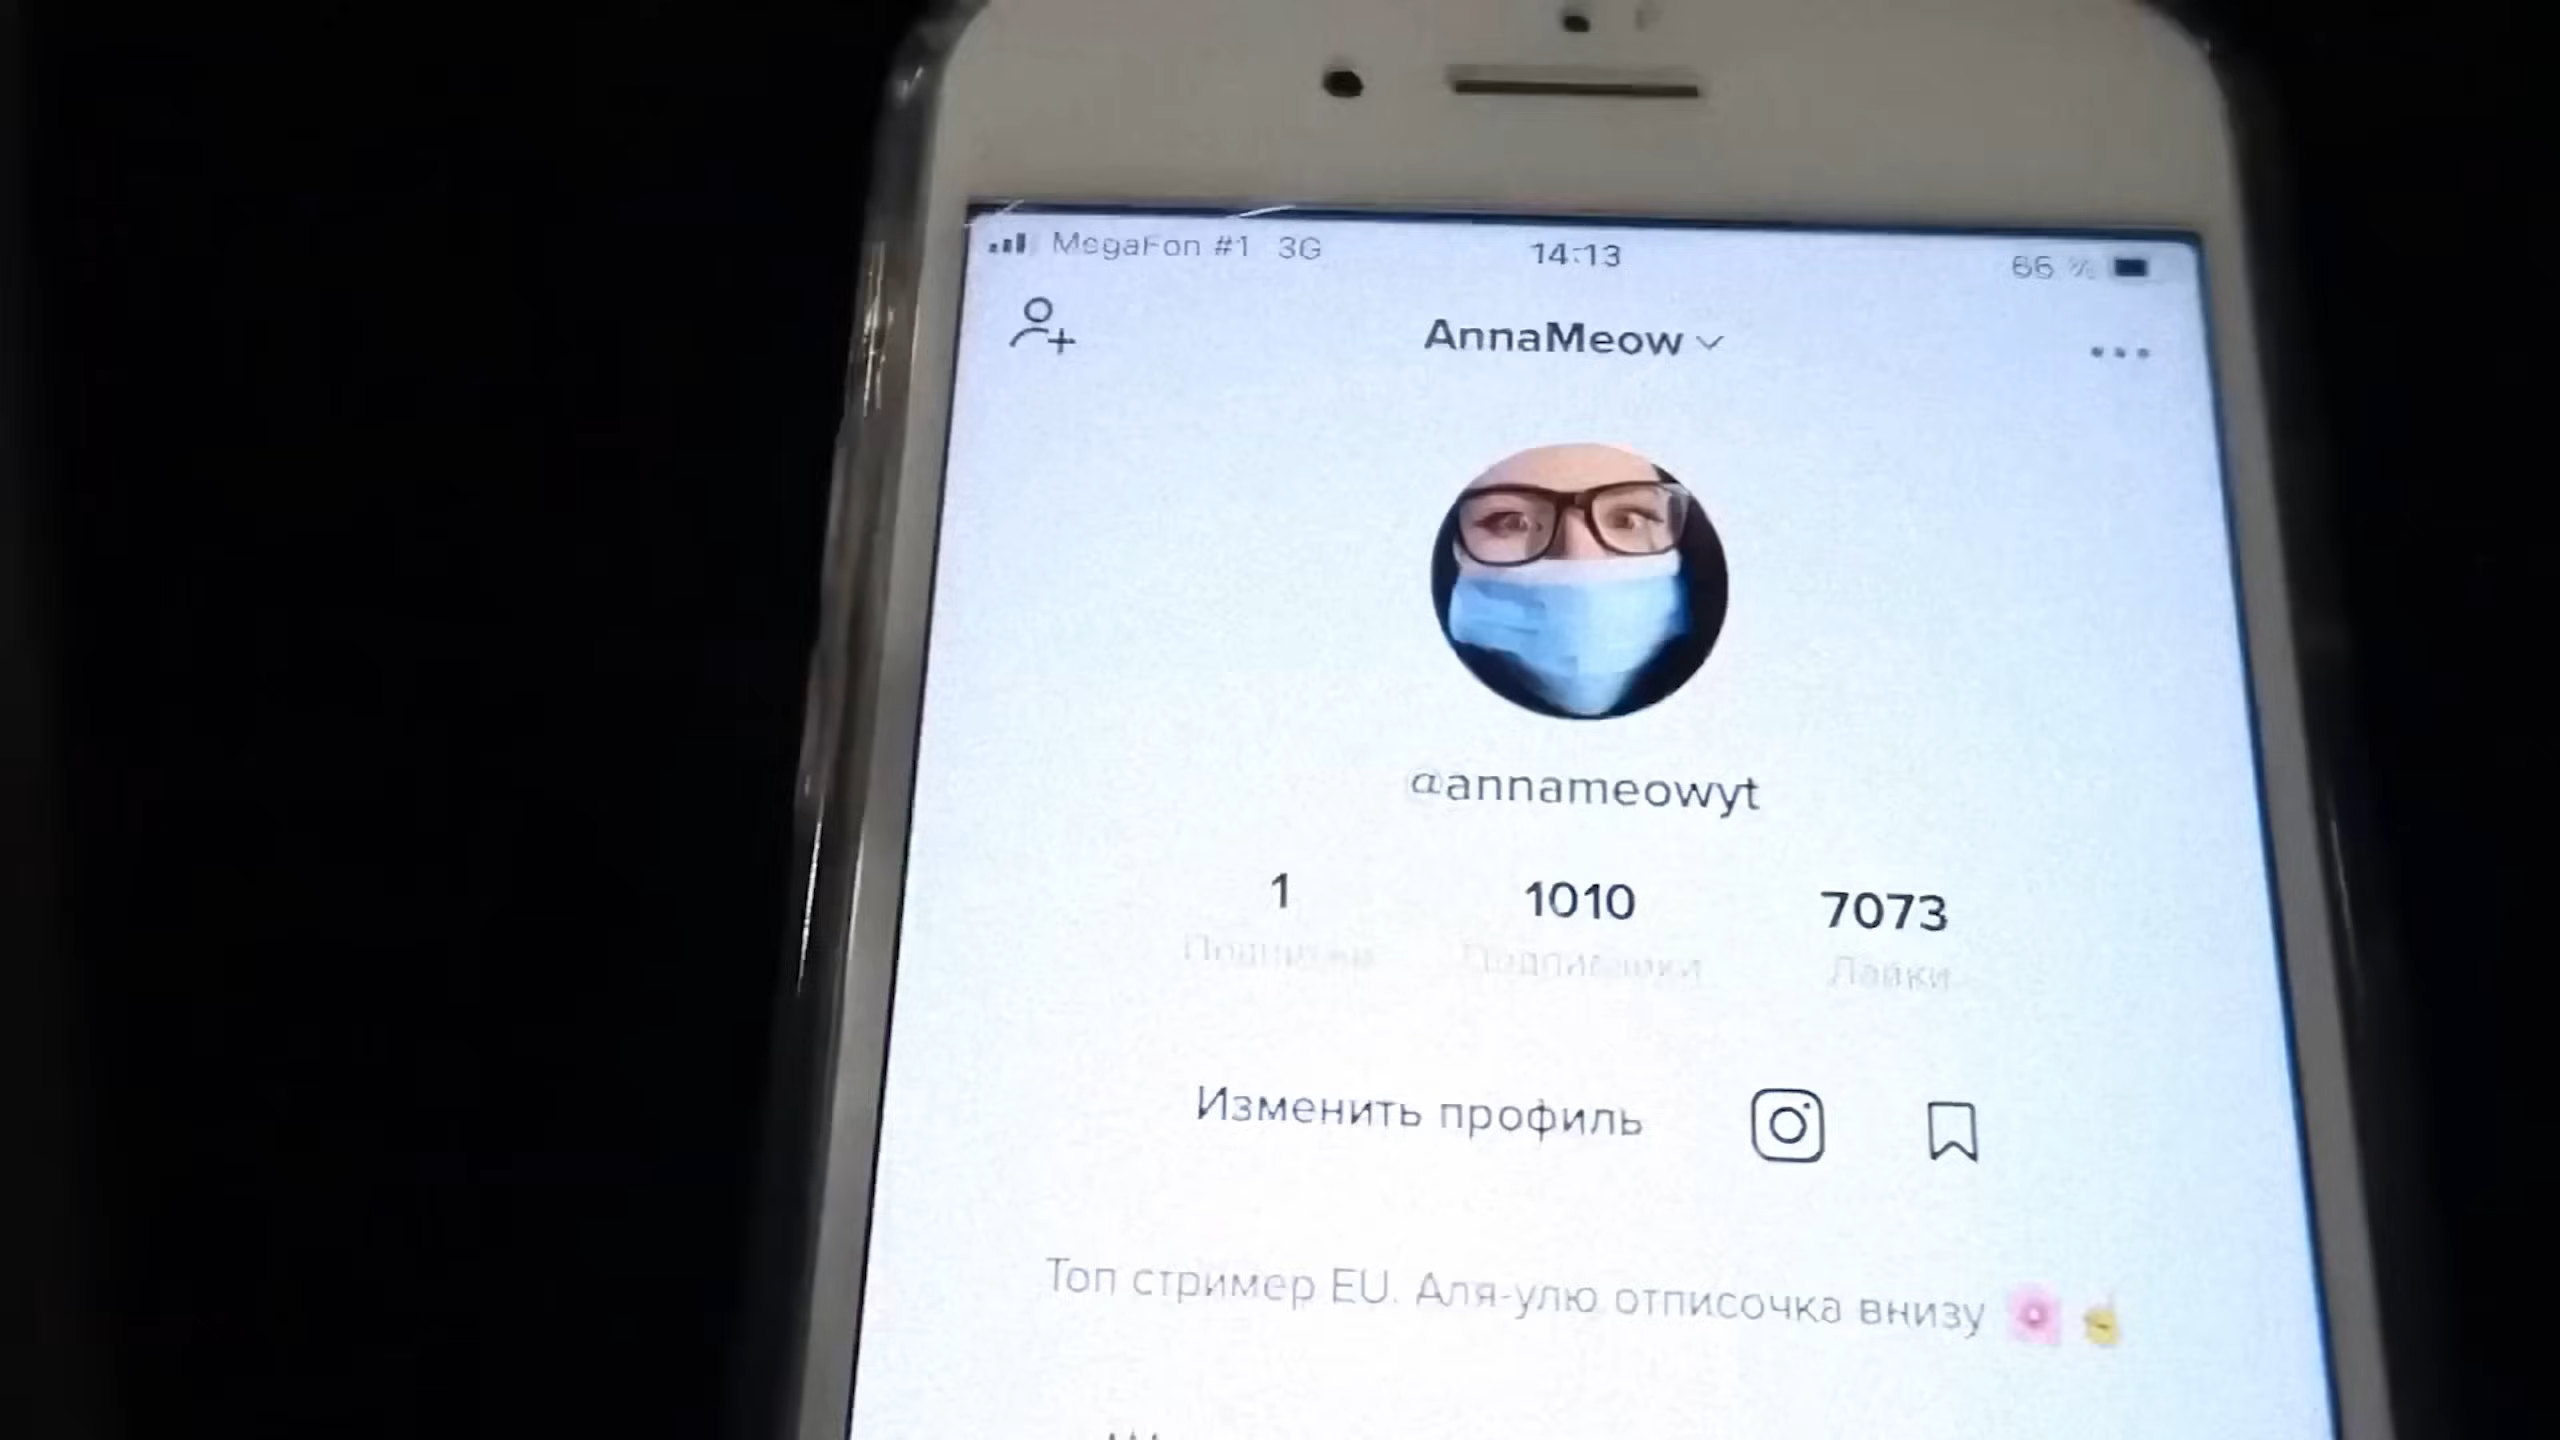 MegaFon #1 3G 14:13 66 %
AnnaMeow
@annameowyt
1 1010 7073
Подписки Подписчики Лайки
Изменить профиль
Топ стример EU. Аля-улю отписочка внизу 🌸 ☝